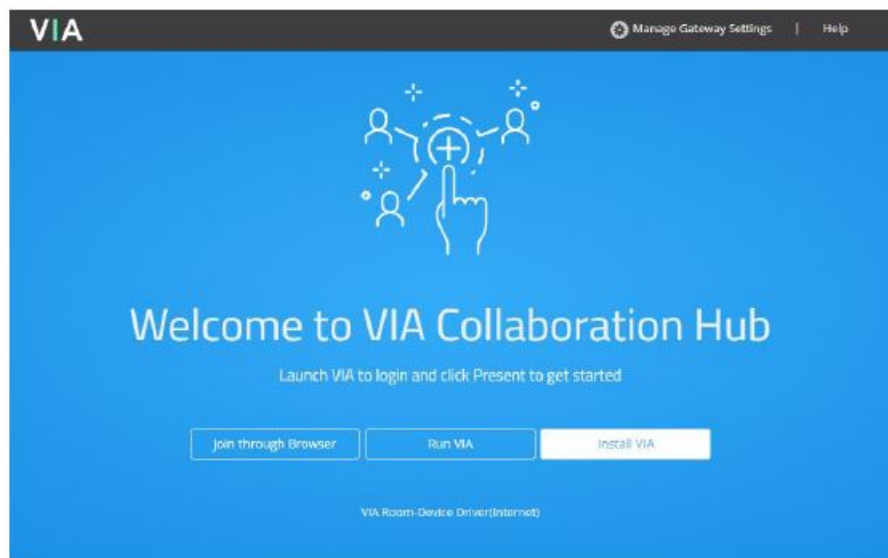 VIA
Manage Gateway Settings | Help
Welcome to VIA Collaboration Hub
Launch VIA to login and click Present to get started
Join through Browser
Run VIA
Install VIA
VIA Room-Device Driver(Internet)